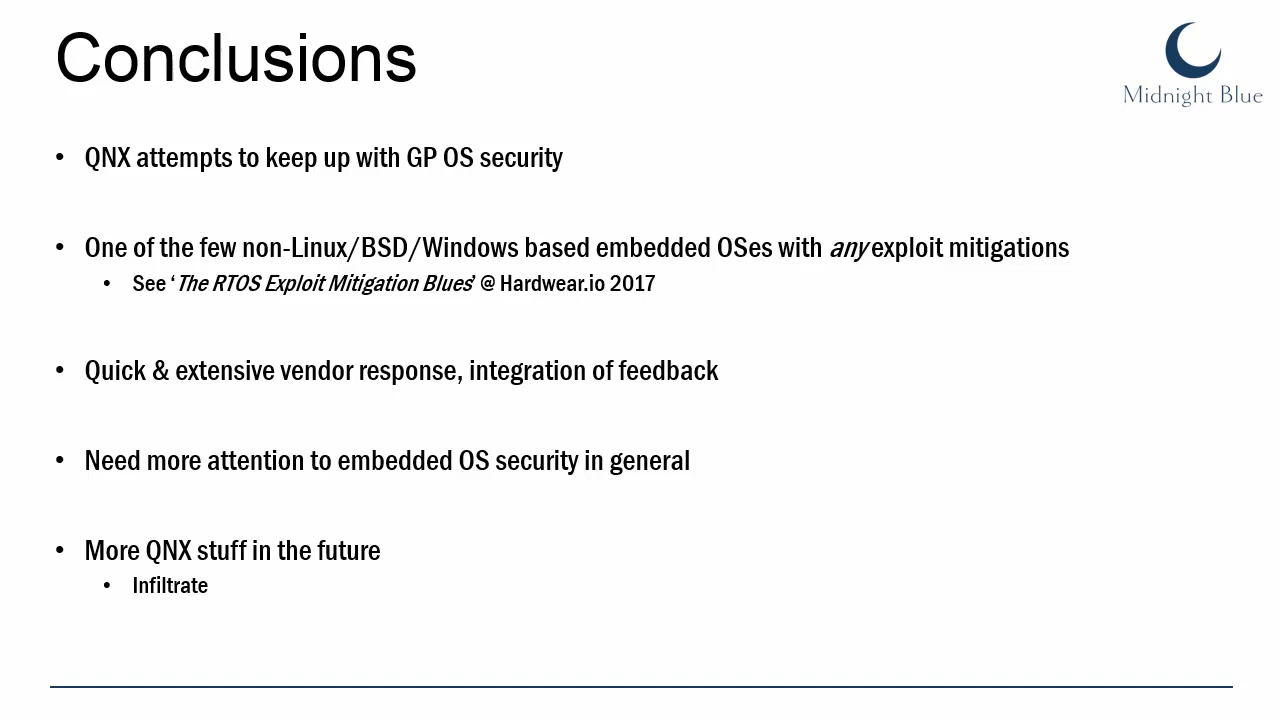 Conclusions
Midnight Blue
• QNX attempts to keep up with GP OS security
• One of the few non-Linux/BSD/Windows based embedded OSes with any exploit mitigations
• See ‘The RTOS Exploit Mitigation Blues’ @ Hardwear.io 2017
• Quick & extensive vendor response, integration of feedback
• Need more attention to embedded OS security in general
• More QNX stuff in the future
• Infiltrate